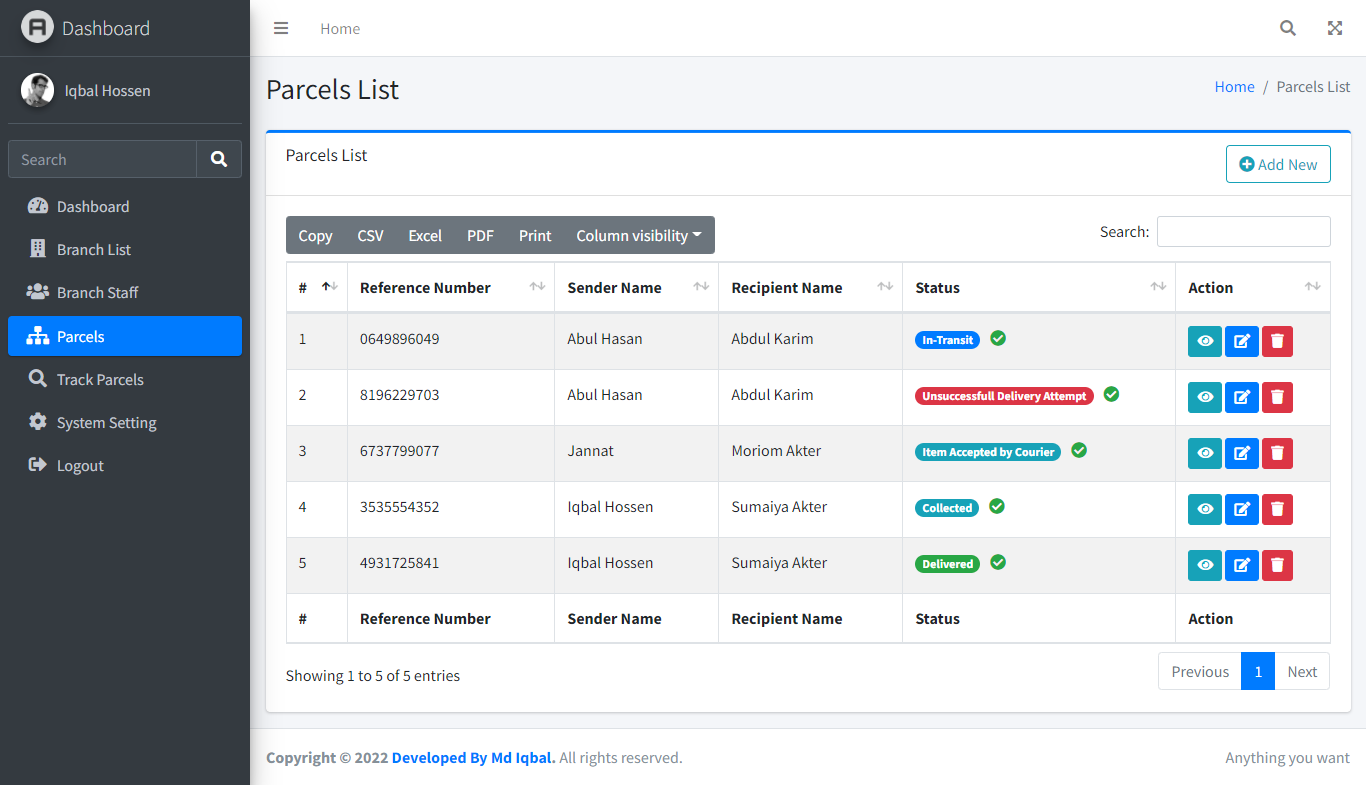 Dashboard
Home
Iqbal Hossen
Search
Dashboard
Branch List
Branch Staff
Parcels
Track Parcels
System Setting
Logout
Parcels List
Home / Parcels List
Parcels List
Add New
Copy CSV Excel PDF Print Column visibility
Search:
# Reference Number Sender Name Recipient Name Status Action
1 0649896049 Abul Hasan Abdul Karim In-Transit
2 8196229703 Abul Hasan Abdul Karim Unsuccessfull Delivery Attempt
3 6737799077 Jannat Moriom Akter Item Accepted by Courier
4 3535554352 Iqbal Hossen Sumaiya Akter Collected
5 4931725841 Iqbal Hossen Sumaiya Akter Delivered
# Reference Number Sender Name Recipient Name Status Action
Showing 1 to 5 of 5 entries
Previous 1 Next
Copyright © 2022 Developed By Md Iqbal. All rights reserved.
Anything you want